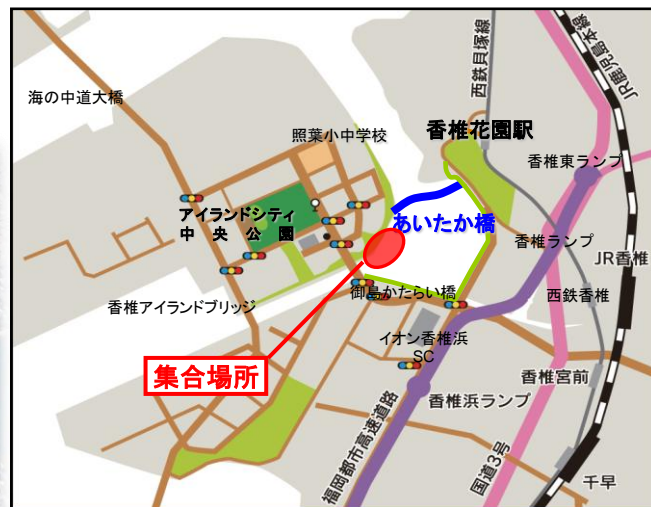 海の中道大橋
照葉小中学校
西鉄貝塚線
JR鹿児島本線
香椎花園駅
香椎東ランプ
アイランドシティ
中央公園
あいたか橋
香椎ランプ
JR香椎
香椎アイランドブリッジ
御島かたらい橋
西鉄香椎
イオン香椎浜
SC
集合場所
香椎宮前
香椎浜ランプ
福岡都市高速道路
国道3号
千早